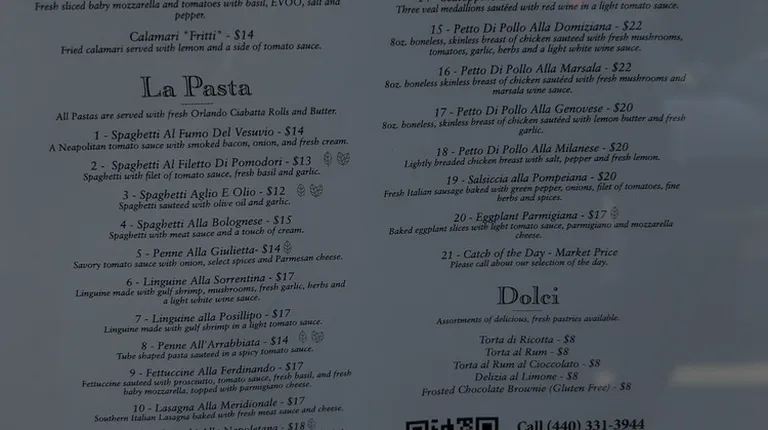 Fresh sliced baby mozzarella and tomatoes with basil, EVOO, salt and
pepper.
Calamari "Fritti" - $14
Fried calamari served with lemon and a side of tomato sauce.
La Pasta
All Pastas are served with fresh Orlando Ciabatta Rolls and Butter.
1 - Spaghetti Al Fumo Del Vesuvio - $14
A Neapolitan tomato sauce with smoked bacon, onion, and fresh cream.
2 - Spaghetti Al Filetto Di Pomodori - $13
Spaghetti with filet of tomato sauce, fresh basil and garlic.
3 - Spaghetti Aglio E Olio - $12
Spaghetti sauteed with olive oil and garlic.
4 - Spaghetti Alla Bolognese - $15
Spaghetti with meat sauce and a touch of cream.
5 - Penne Alla Giulietta- $14
Savory tomato sauce with onion, select spices and Parmesan cheese.
6 - Linguine Alla Sorrentina - $17
Linguine made with gulf shrimp, mushrooms, fresh garlic, herbs and
a light white wine sauce.
7 - Linguine alla Posillipo - $17
Linguine made with gulf shrimp in a light tomato sauce.
8 - Penne All'Arrabbiata - $14
Tube shaped pasta sauteed in a spicy tomato sauce.
9 - Fettuccine Alla Ferdinando - $17
Fettuccine sauteed with prosciutto, tomato sauce, fresh basil, and fresh
baby mozzarella, topped with parmigiano cheese.
10 - Lasagna Alla Meridionale - $17
Southern Italian Lasagna baked with fresh meat sauce and cheese.
Alla Napoletana - $18
Three veal medallions sautéed with red wine in a light tomato sauce.
15 - Petto Di Pollo Alla Domiziana - $22
8oz. boneless, skinless breast of chicken sauteed with fresh mushrooms,
tomatoes, garlic, herbs and a light white wine sauce.
16 - Petto Di Pollo Alla Marsala - $22
8oz. boneless skinless breast of chicken sautéed with fresh mushrooms and
marsala wine sauce.
17 - Petto Di Pollo Alla Genovese - $20
8oz. boneless, skinless breast of chicken sautéed with lemon butter and fresh
garlic.
18 - Petto Di Pollo Alla Milanese - $20
Lightly breaded chicken breast with salt, pepper and fresh lemon.
19 - Salsiccia alla Pompeiana - $20
Fresh Italian sausage baked with green pepper, onions, filet of tomatoes, fine
herbs and spices.
20 - Eggplant Parmigiana - $17
Baked eggplant slices with light tomato sauce, parmigiano and mozzarella
cheese.
21 - Catch of the Day - Market Price
Please call about our selection of the day.
Dolci
Assortments of delicious, fresh pastries available.
Torta di Ricotta - $8
Torta al Rum - $8
Torta al Rum al Cioccolato - $8
Delizia al Limone - $8
Frosted Chocolate Brownie (Gluten Free) - $8
Call (440) 331-3944